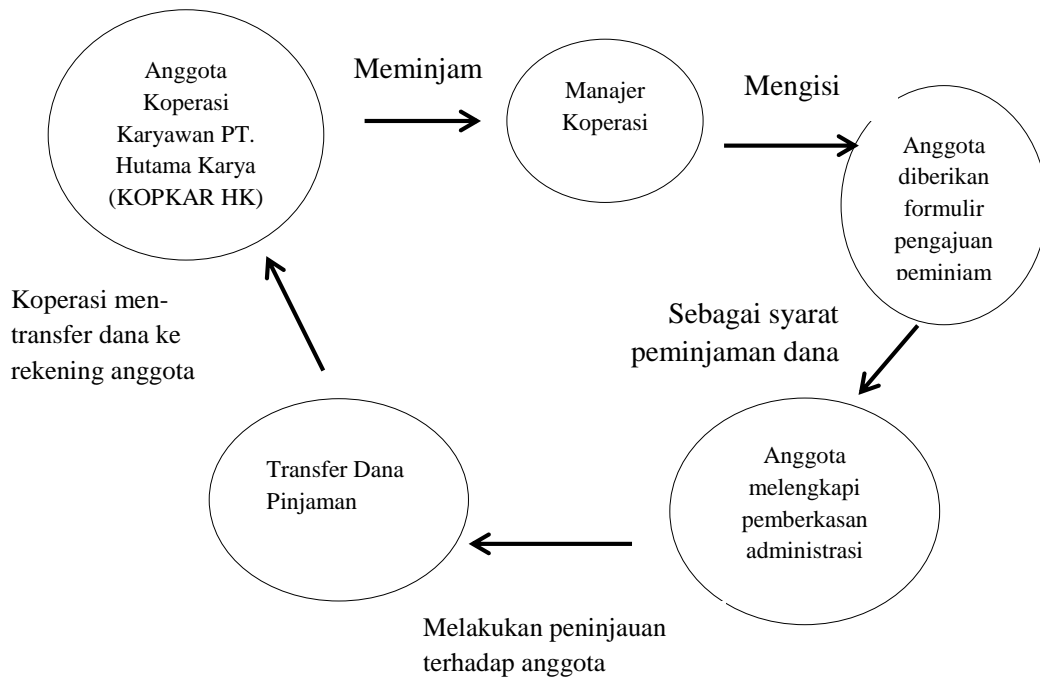 Anggota
Koperasi
Karyawan PT.
Hutama Karya
(KOPKAR HK)
Meminjam
Manajer
Koperasi
Mengisi
Anggota
diberikan
formulir
pengajuan
peminjam
Sebagai syarat
peminjaman dana
Anggota
melengkapi
pemberkasan
administrasi
Melakukan peninjauan
terhadap anggota
Transfer Dana
Pinjaman
Koperasi men-
transfer dana ke
rekening anggota